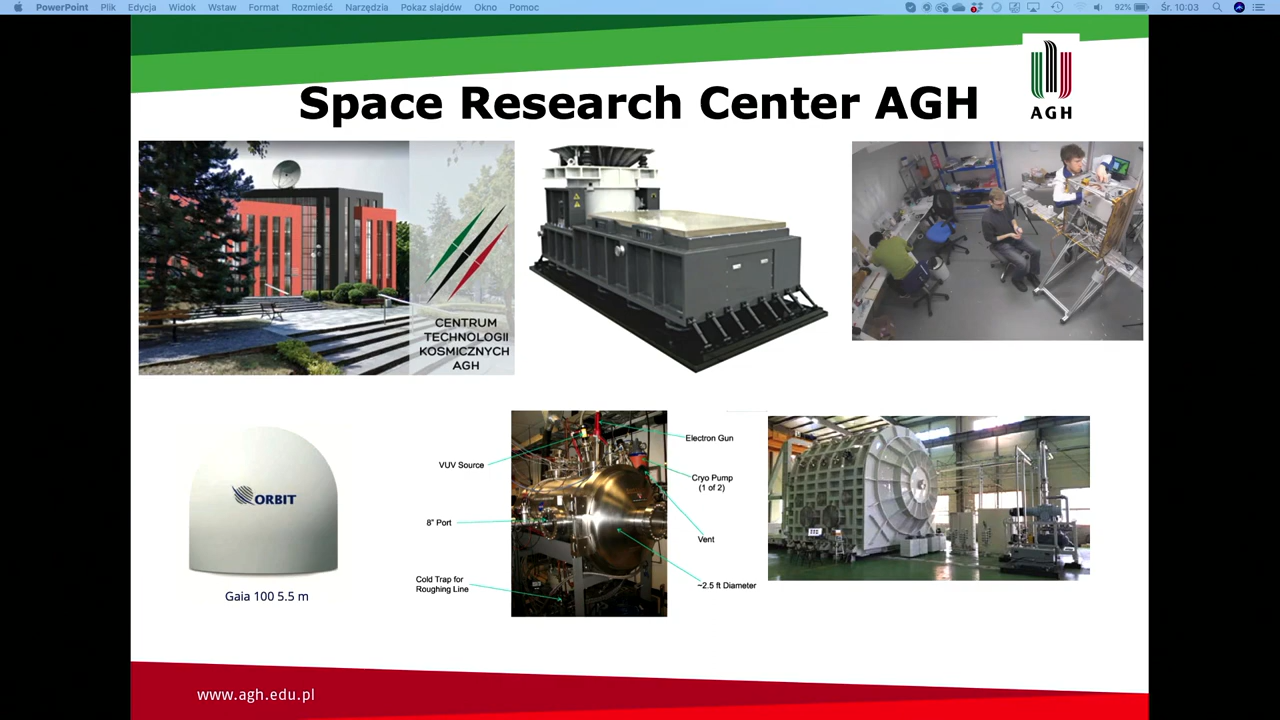 PowerPoint Plik Edycja Widok Wstaw Format Rozmieść Narzędzia Pokaz slajdów Okno Pomoc 92% Śr. 10:03
Space Research Center AGH
AGH
CENTRUM
TECHNOLOGII
KOSMICZNYCH
AGH
ORBIT
Gaia 100 5.5 m
VUV Source
8" Port
Cold Trap for
Roughing Line
Electron Gun
Cryo Pump
(1 of 2)
Vent
~2.5 ft Diameter
www.agh.edu.pl